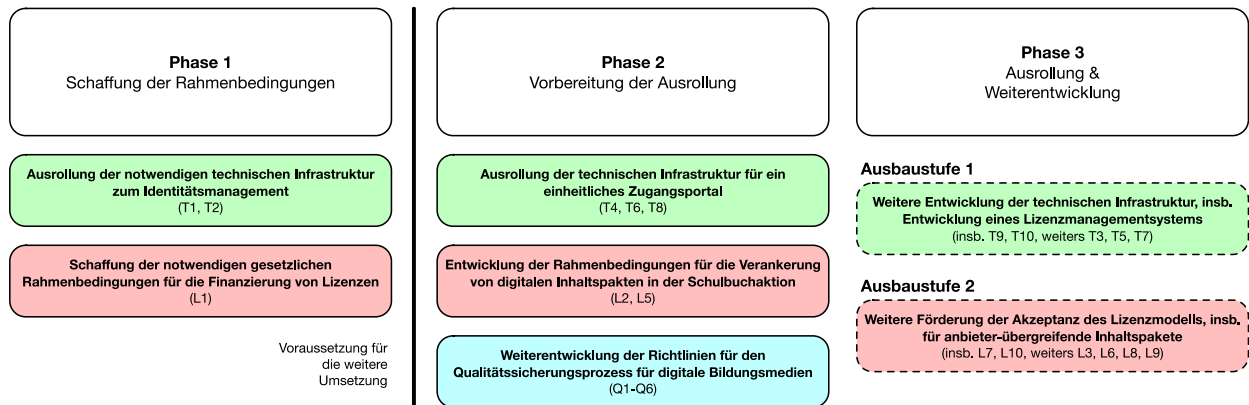 Phase 1
Schaffung der Rahmenbedingungen
Ausrollung der notwendigen technischen Infrastruktur
zum Identitätsmanagement
(T1, T2)
Schaffung der notwendigen gesetzlichen
Rahmenbedingungen für die Finanzierung von Lizenzen
(L1)
Voraussetzung für
die weitere
Umsetzung
Phase 2
Vorbereitung der Ausrollung
Ausrollung der technischen Infrastruktur für ein
einheitliches Zugangsportal
(T4, T6, T8)
Entwicklung der Rahmenbedingungen für die Verankerung
von digitalen Inhaltspakten in der Schulbuchaktion
(L2, L5)
Weiterentwicklung der Richtlinien für den
Qualitätssicherungsprozess für digitale Bildungsmedien
(Q1-Q6)
Phase 3
Ausrollung &
Weiterentwicklung
Ausbaustufe 1
Weitere Entwicklung der technischen Infrastruktur, insb.
Entwicklung eines Lizenzmanagementsystems
(insb. T9, T10, weiters T3, T5, T7)
Ausbaustufe 2
Weitere Förderung der Akzeptanz des Lizenzmodells, insb.
für anbieter-übergreifende Inhaltspakete
(insb. L7, L10, weiters L3, L6, L8, L9)